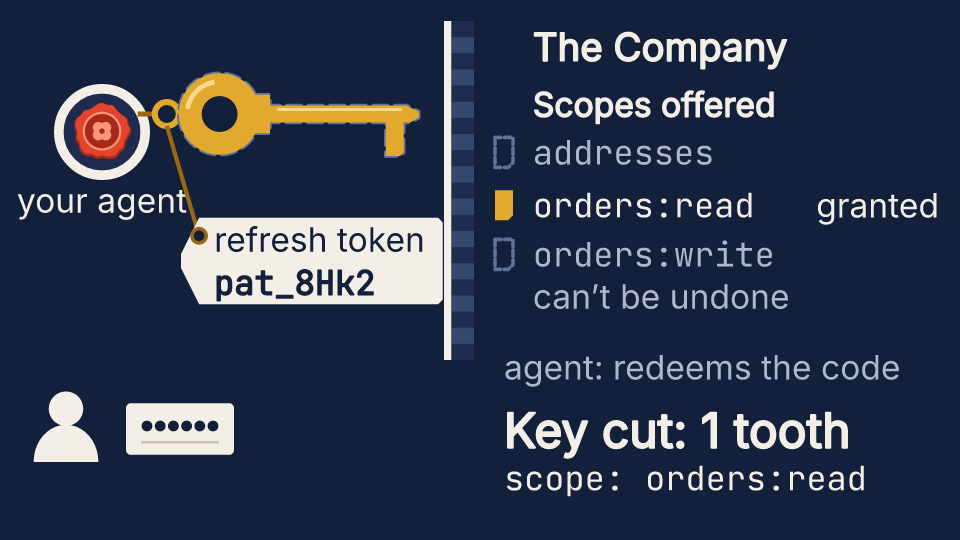 your agent
refresh token
pat_8Hk2
The Company
Scopes offered
addresses
orders:read granted
orders:write
can’t be undone
agent: redeems the code
Key cut: 1 tooth
scope: orders:read